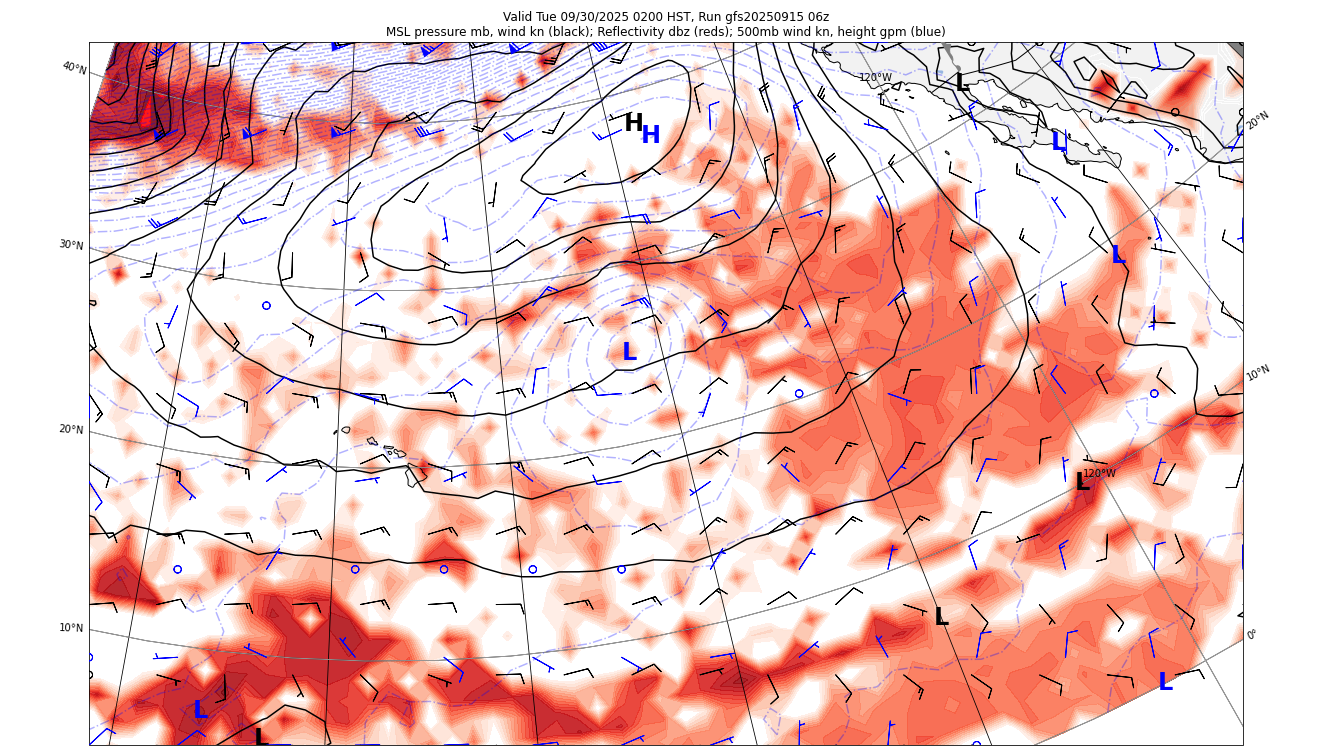 Valid Tue 09/30/2025 0200 HST, Run gfs20250915 06z
MSL pressure mb, wind kn (black); Reflectivity dbz (reds); 500mb wind kn, height gpm (blue)
40°N
120°W
L
20°N
H
H
L
30°N
L
L
10°N
20°N
L
120°W
10°N
L
0°
L
L
L